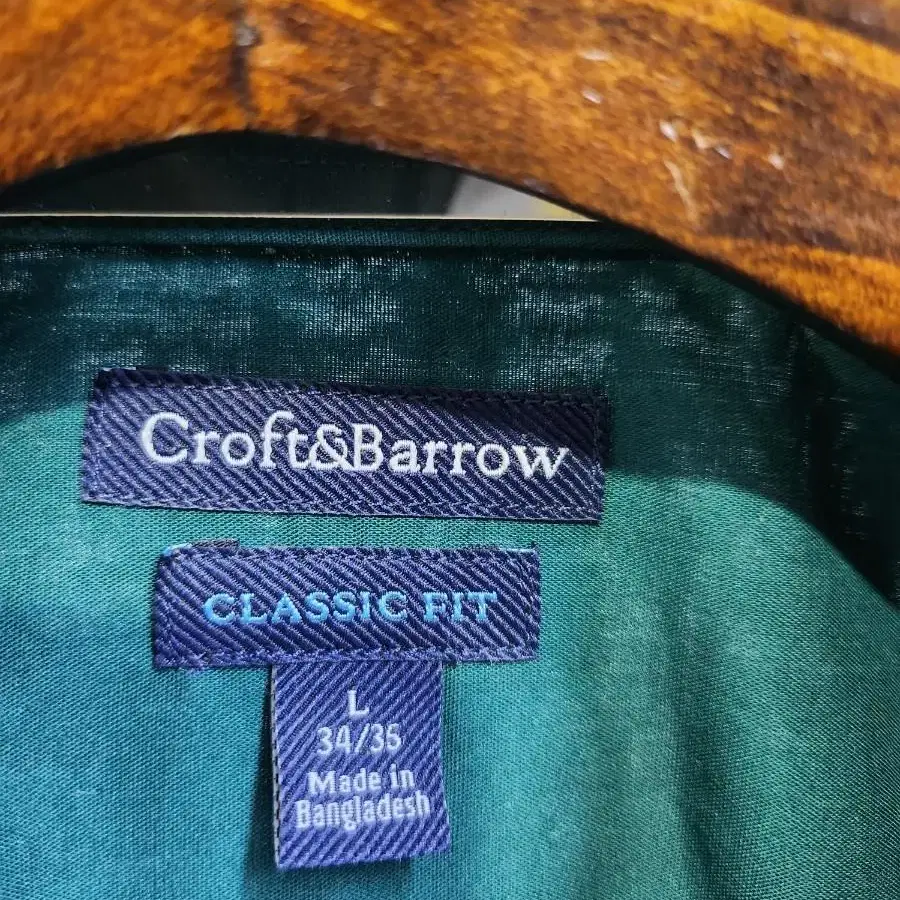 Croft&Barrow
CLASSIC FIT
L
34/35
Made in
Bangladesh